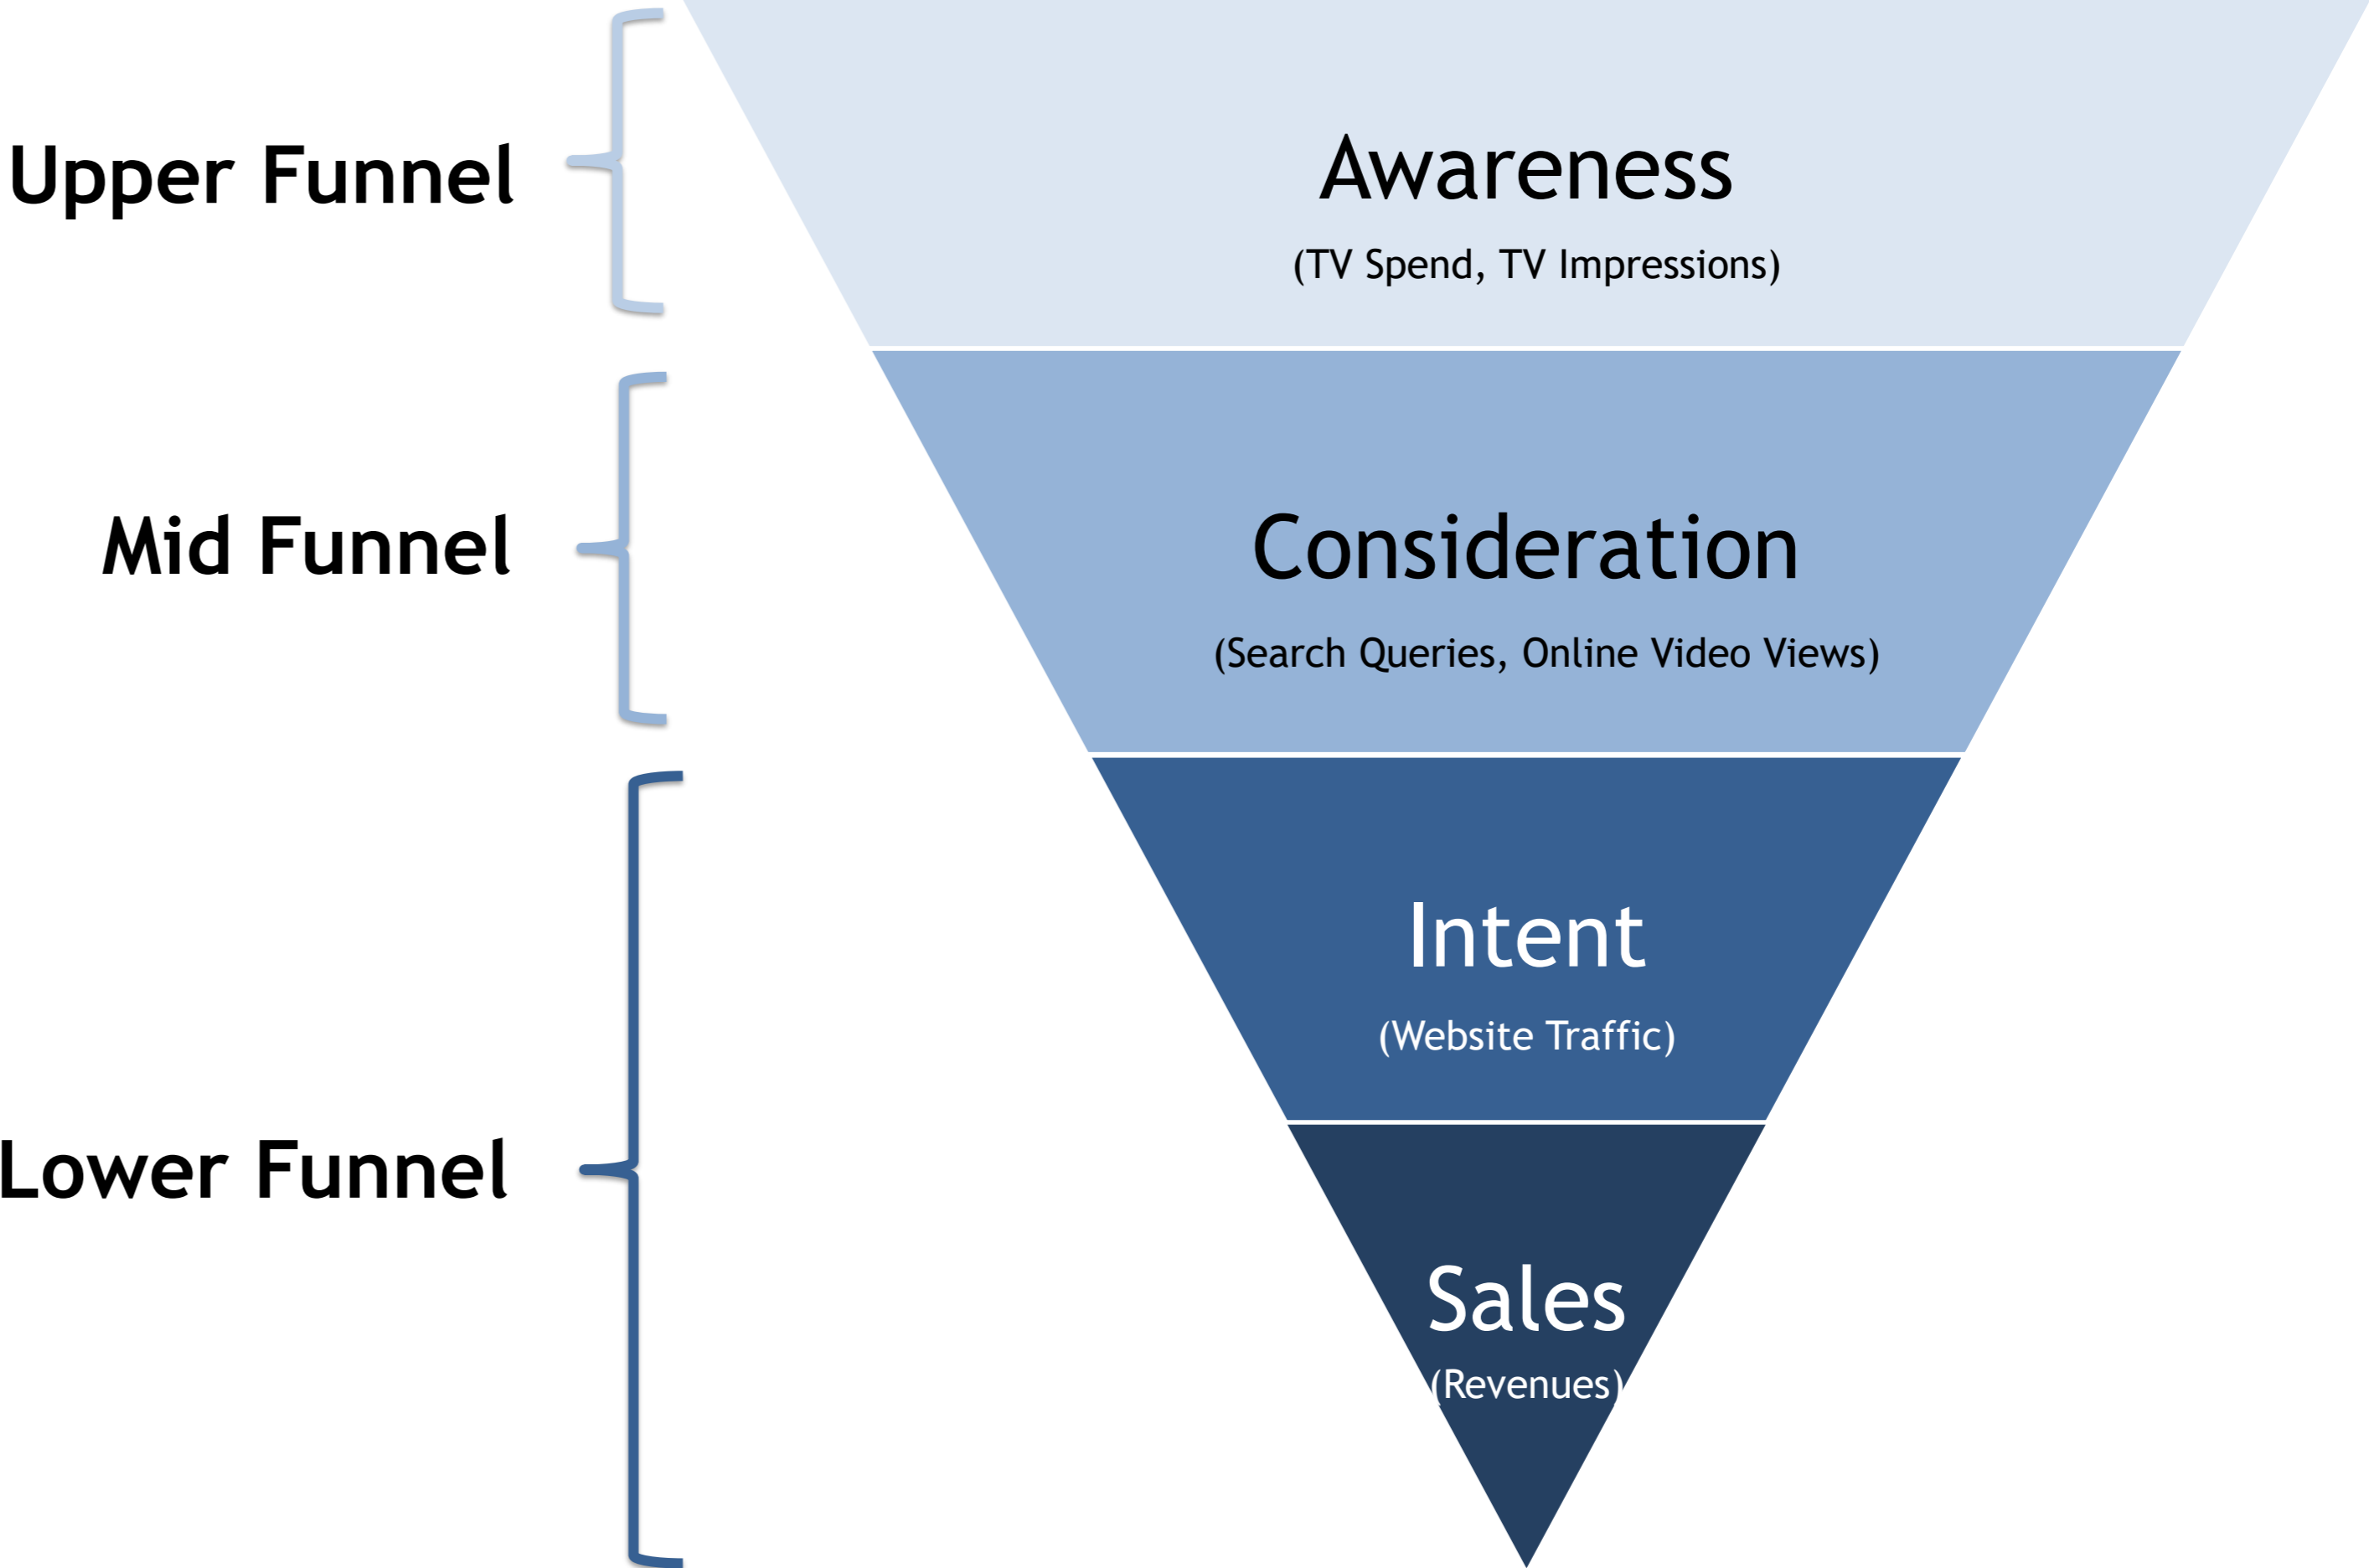 Upper Funnel
Awareness
(TV Spend, TV Impressions)
Mid Funnel
Consideration
(Search Queries, Online Video Views)
Intent
(Website Traffic)
Lower Funnel
Sales
(Revenues)